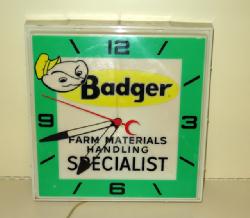 12
Badger
9
3
FARM MATERIALS
HANDLING
SPECIALIST
6